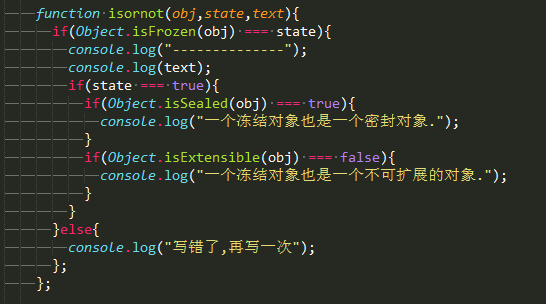 function isornot(obj,state,text){
if(Object.isFrozen(obj) === state){
console.log("--------------");
console.log(text);
if(state === true){
if(Object.isSealed(obj) === true){
console.log("一个冻结对象也是一个密封对象.");
}
if(Object.isExtensible(obj) === false){
console.log("一个冻结对象也是一个不可扩展的对象.");
}
}
}else{
console.log("写错了,再写一次");
};
};